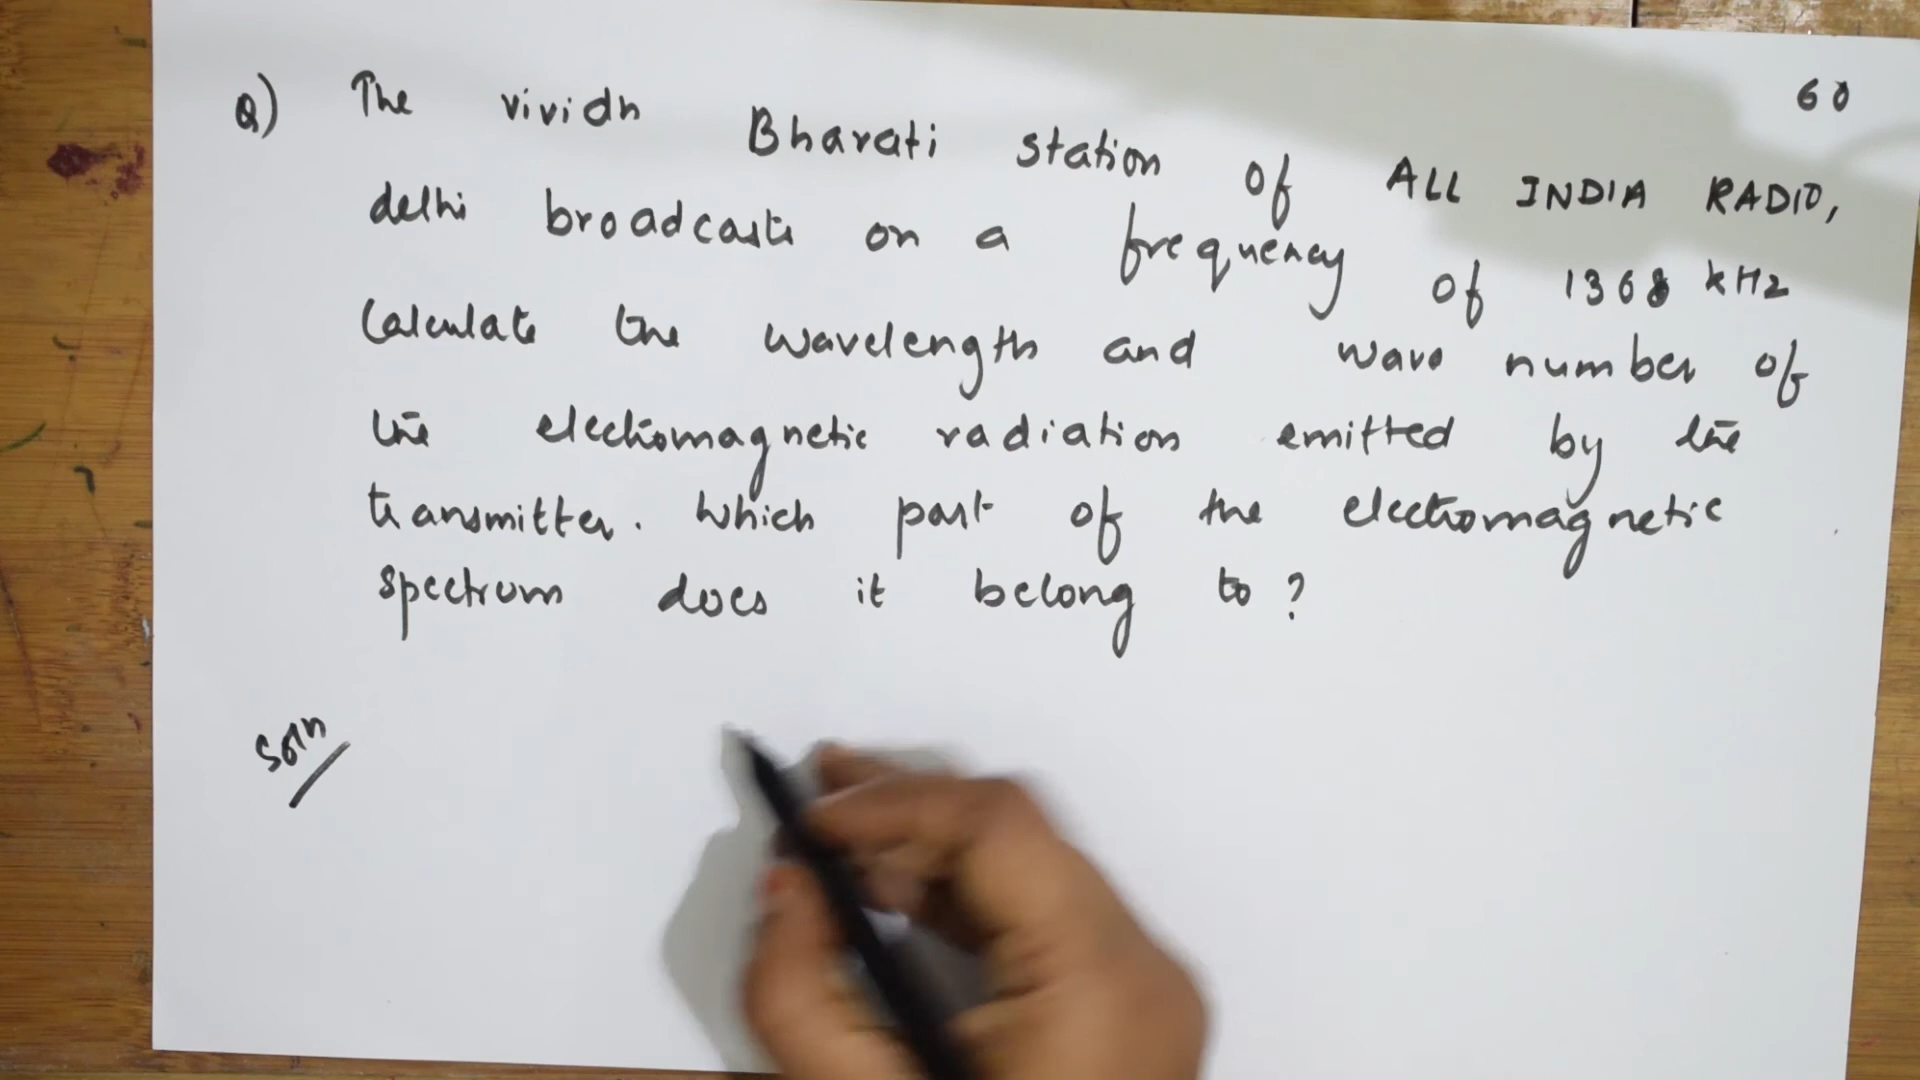 60
Q) The vividh Bharati station of ALL INDIA RADIO,
delhi broadcasts on a frequency of 1368 kHz
Calculate the wavelength and wave number of
the electromagnetic radiation emitted by the
transmitter. Which part of the electromagnetic
spectrum does it belong to?
Soln